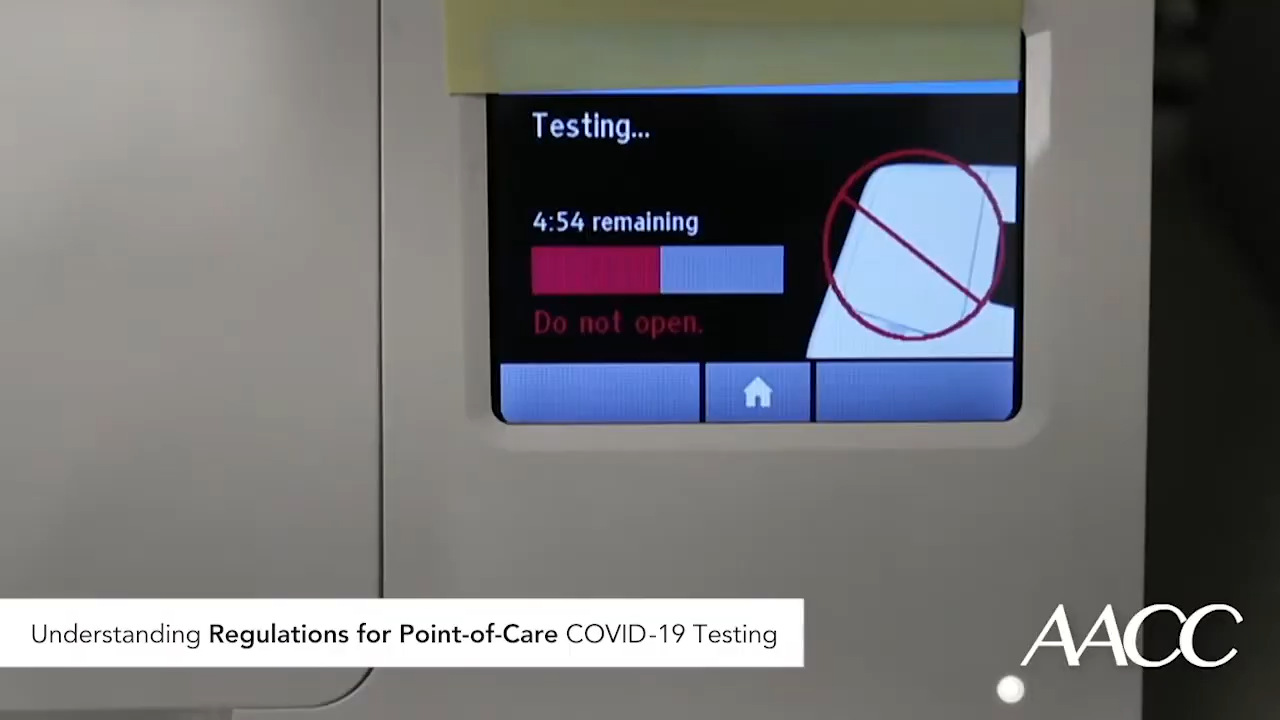 Testing...
4:54 remaining
Do not open.
Understanding Regulations for Point-of-Care COVID-19 Testing
AACC